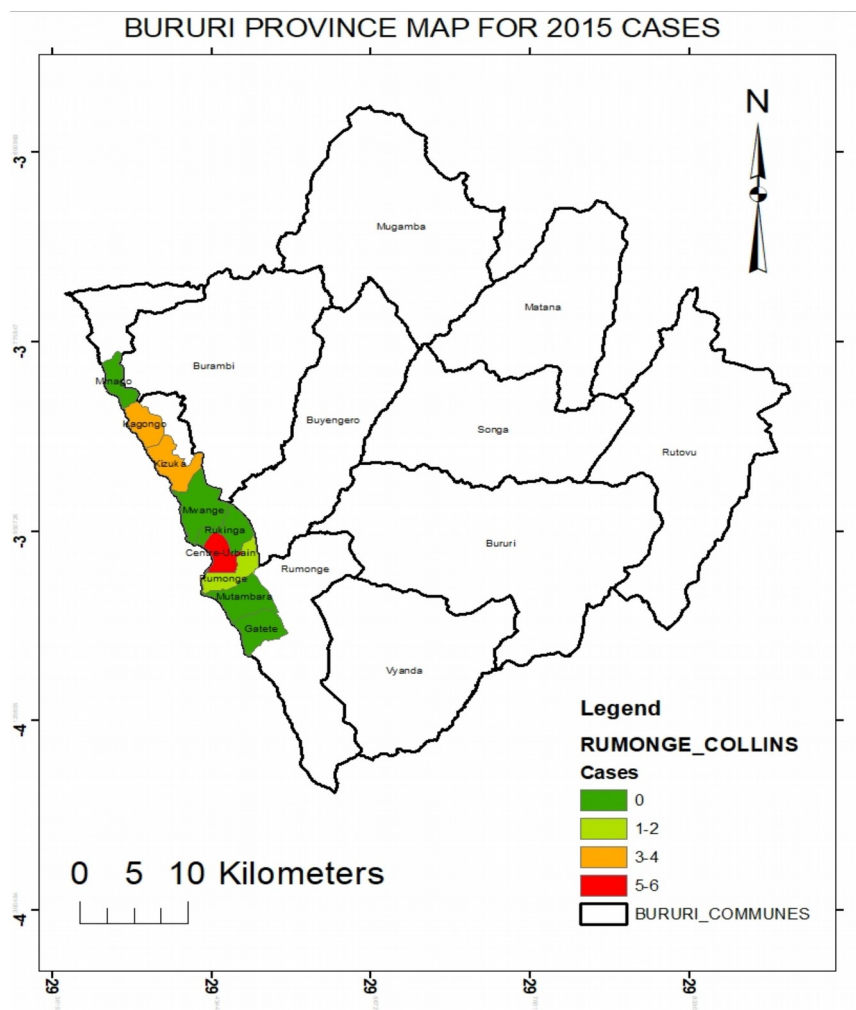 BURURI PROVINCE MAP FOR 2015 CASES
N
Mugamba
Matana
Burambi
Minago
Kagongo
Buyengero
Songa
Rutovu
Kizuka
Mwange
Rukinga
Bururi
Centre-Urbain
Rumonge
Rumonge
Mutambara
Gatete
Vyanda
-3
-3
-3
-4
-4
Legend
RUMONGE_COLLINS
Cases
0
1-2
3-4
5-6
BURURI_COMMUNES
0 5 10 Kilometers
29 29 29 29 29